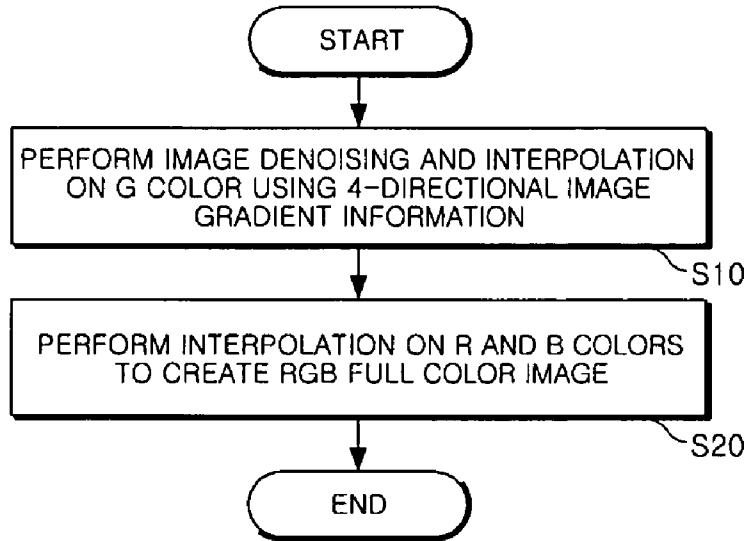 START
PERFORM IMAGE DENOISING AND INTERPOLATION
ON G COLOR USING 4-DIRECTIONAL IMAGE
GRADIENT INFORMATION
S10
PERFORM INTERPOLATION ON R AND B COLORS
TO CREATE RGB FULL COLOR IMAGE
S20
END